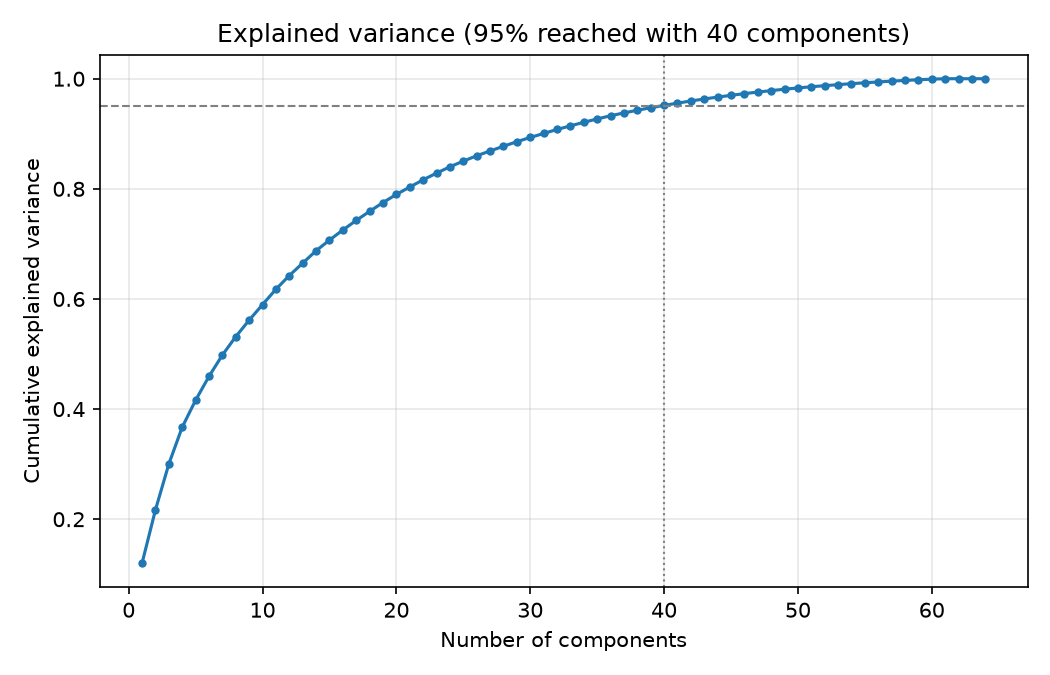 Explained variance (95% reached with 40 components)
Cumulative explained variance
1.0
0.8
0.6
0.4
0.2
0 10 20 30 40 50 60
Number of components